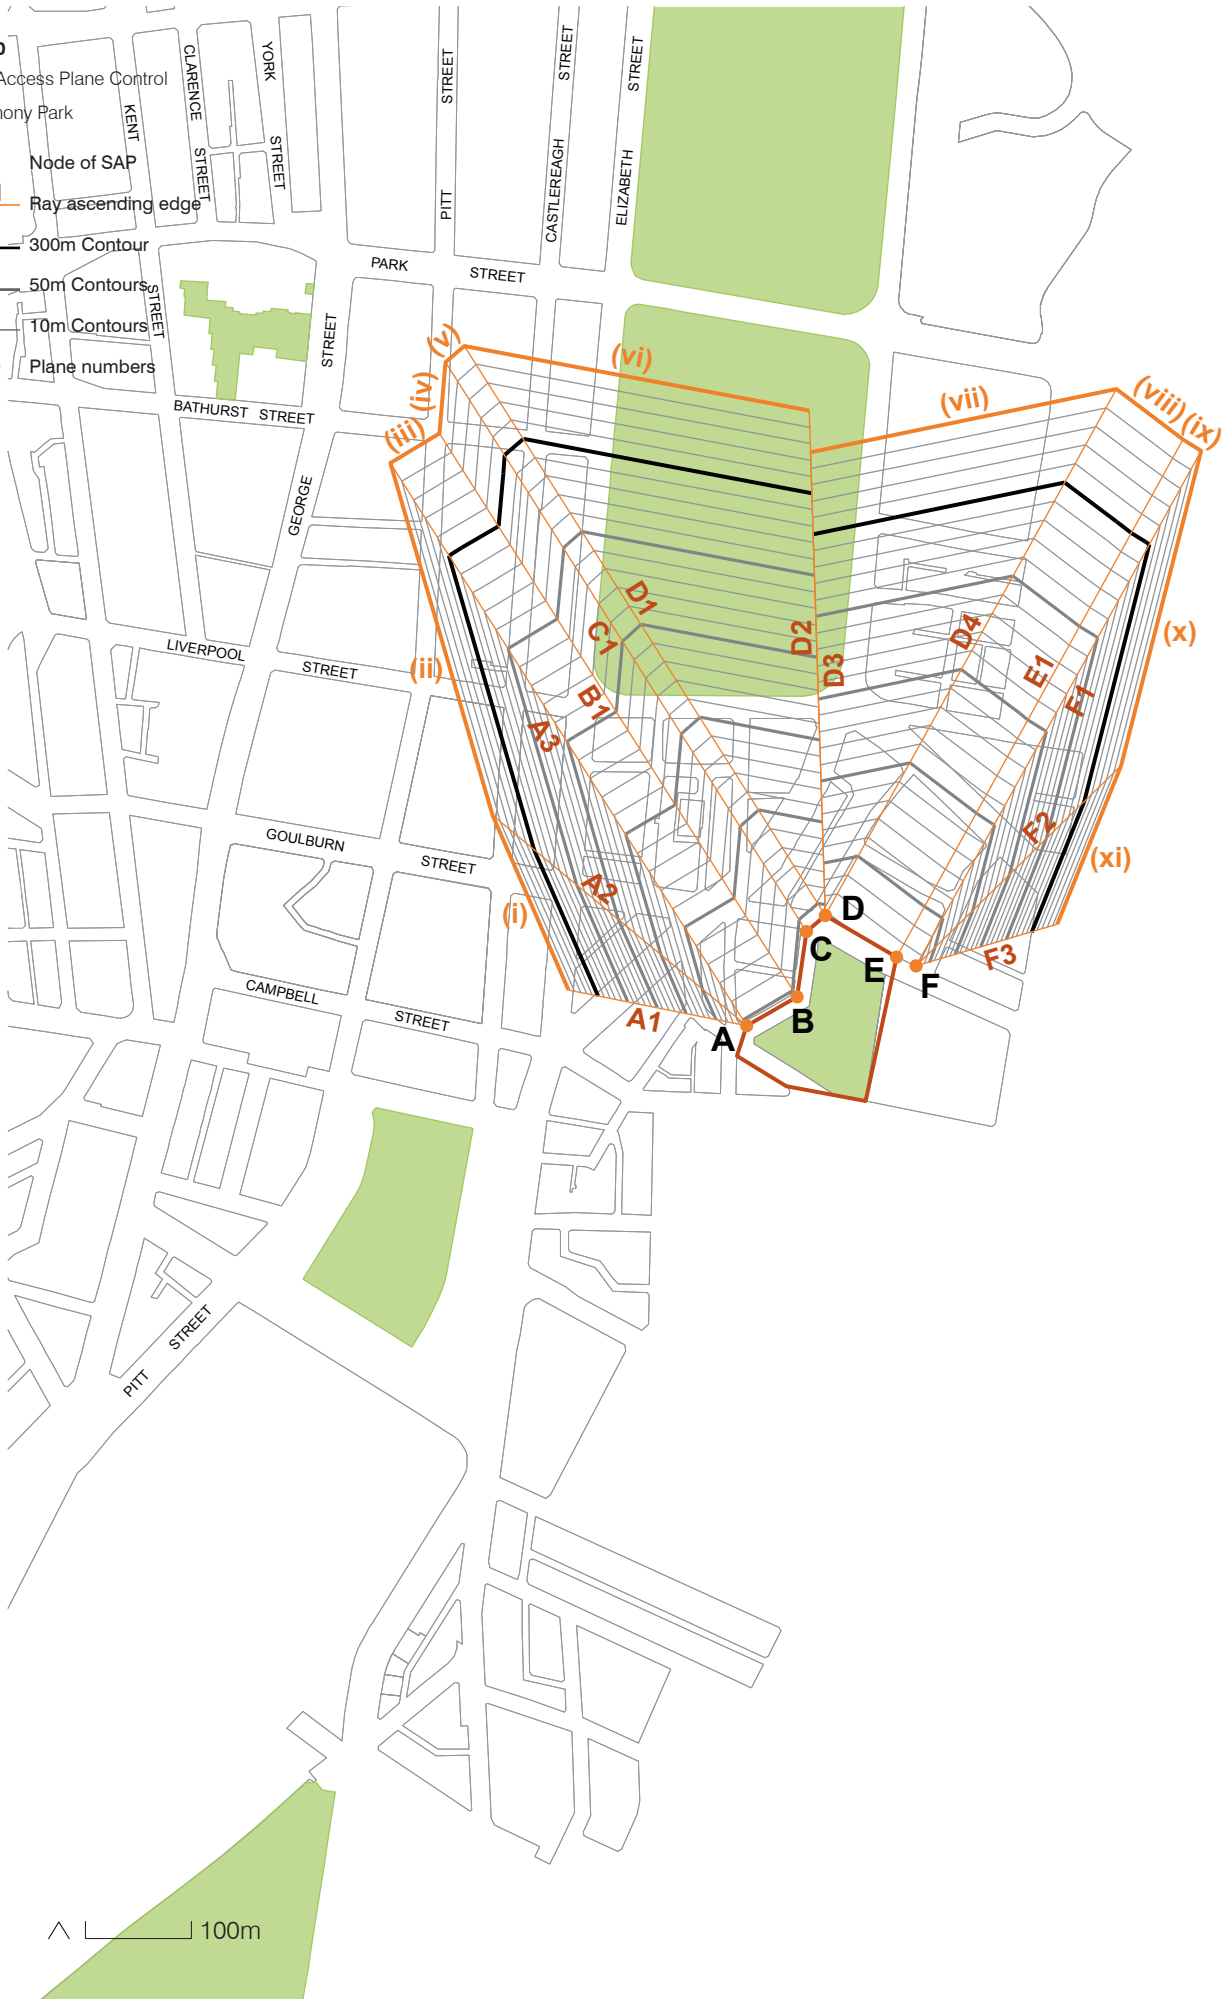 Access Plane Control
Node of SAP
Ray ascending edge
300m Contour
50m Contours
10m Contours
Plane numbers
KENT
STREET
CLARENCE
STREET
YORK
STREET
PITT
STREET
CASTLEREAGH
STREET
ELIZABETH
STREET
PARK
STREET
BATHURST STREET
GEORGE
STREET
LIVERPOOL
STREET
GOULBURN
STREET
CAMPBELL
STREET
PITT
STREET
(i)
(ii)
(iii)
(iv)
(v)
(vi)
(vii)
(viii)
(ix)
(x)
(xi)
A1
A2
A3
B1
C1
D1
D2
D3
D4
E1
F1
F2
F3
A
B
C
D
E
F
100m